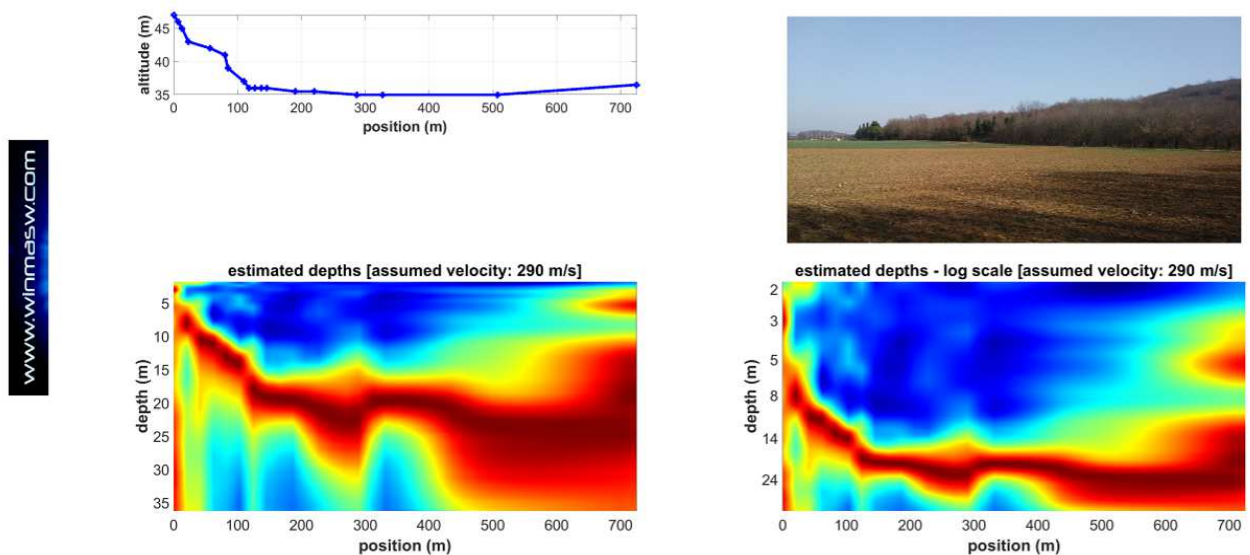 altitude (m)
45
40
35
0 100 200 300 400 500 600 700
position (m)
www.winmasw.com
estimated depths [assumed velocity: 290 m/s]
depth (m)
5
10
15
20
25
30
35
0 100 200 300 400 500 600 700
position (m)
estimated depths - log scale [assumed velocity: 290 m/s]
depth (m)
2
3
5
8
14
24
0 100 200 300 400 500 600 700
position (m)